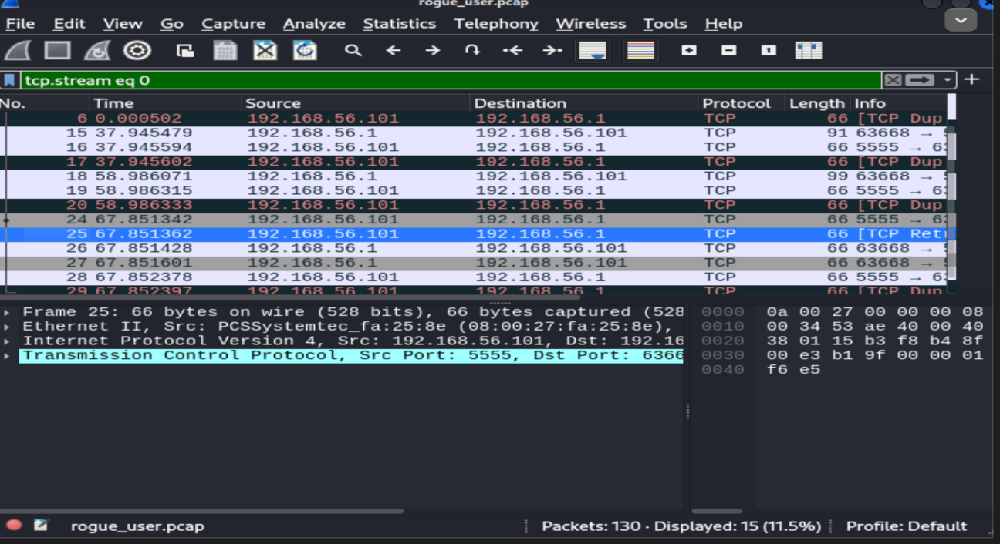 rogue_user.pcap
File Edit View Go Capture Analyze Statistics Telephony Wireless Tools Help
tcp.stream eq 0
No. Time Source Destination Protocol Length Info
6 0.000502 192.168.56.101 192.168.56.1 TCP 66 [TCP Dup
15 37.945479 192.168.56.1 192.168.56.101 TCP 91 63668 →
16 37.945594 192.168.56.101 192.168.56.1 TCP 66 5555 → 6
17 37.945602 192.168.56.101 192.168.56.1 TCP 66 [TCP Dup
18 58.986071 192.168.56.1 192.168.56.101 TCP 99 63668 →
19 58.986315 192.168.56.101 192.168.56.1 TCP 66 5555 → 6
20 58.986333 192.168.56.101 192.168.56.1 TCP 66 [TCP Dup
24 67.851342 192.168.56.101 192.168.56.1 TCP 66 5555 → 6
25 67.851362 192.168.56.101 192.168.56.1 TCP 66 [TCP Ret
26 67.851428 192.168.56.1 192.168.56.101 TCP 66 63668 →
27 67.851601 192.168.56.1 192.168.56.101 TCP 66 63668 →
28 67.852378 192.168.56.101 192.168.56.1 TCP 66 5555 → 6
29 67.852397 192.168.56.101 192.168.56.1 TCP 66 [TCP Dup
Frame 25: 66 bytes on wire (528 bits), 66 bytes captured (528
Ethernet II, Src: PCSSystemtec_fa:25:8e (08:00:27:fa:25:8e),
Internet Protocol Version 4, Src: 192.168.56.101, Dst: 192.16
Transmission Control Protocol, Src Port: 5555, Dst Port: 6366
0000 0a 00 27 00 00 00 08
0010 00 34 53 ae 40 00 40
0020 38 01 15 b3 f8 b4 8f
0030 00 e3 b1 9f 00 00 01
0040 f6 e5
rogue_user.pcap Packets: 130 · Displayed: 15 (11.5%) Profile: Default